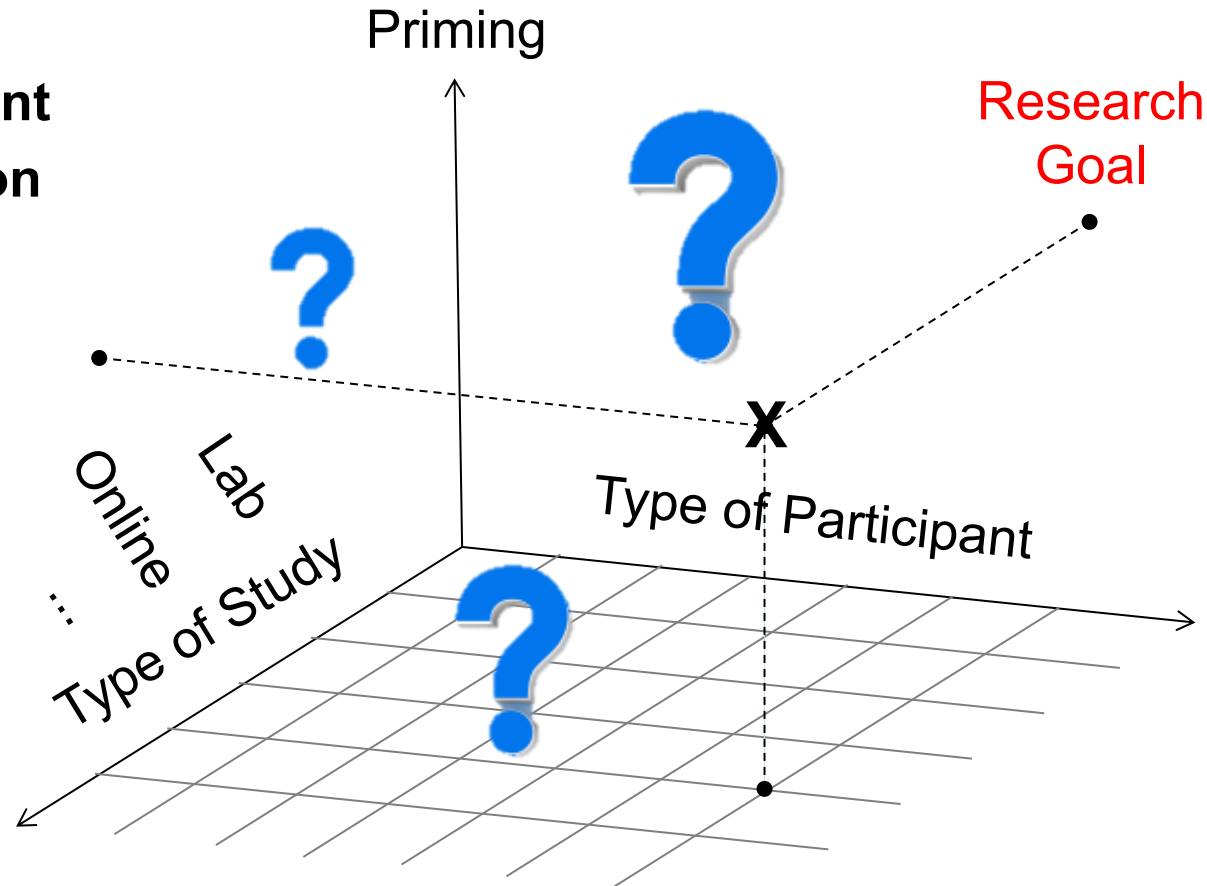 Priming
nt
on
Research
Goal
?
?
X
Lab
Online
...
Type of Participant
Type of Study
?